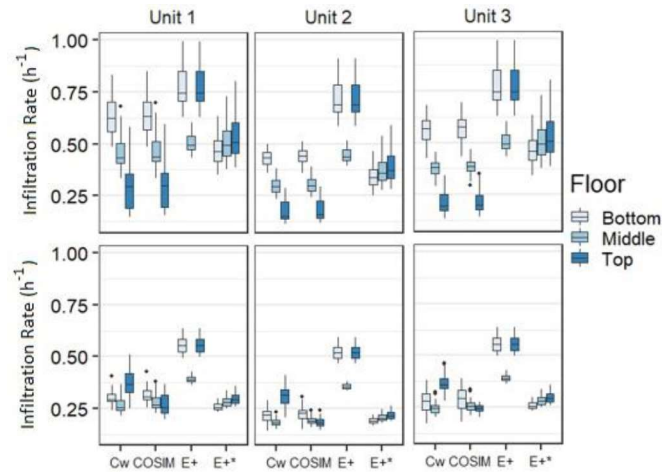 Unit 1 Unit 2 Unit 3
1.00
0.75
0.50
0.25
Infiltration Rate (h⁻¹)
Floor
Bottom
Middle
Top
1.00
0.75
0.50
0.25
Infiltration Rate (h⁻¹)
Cw COSIM E+ E+* Cw COSIM E+ E+* Cw COSIM E+ E+*